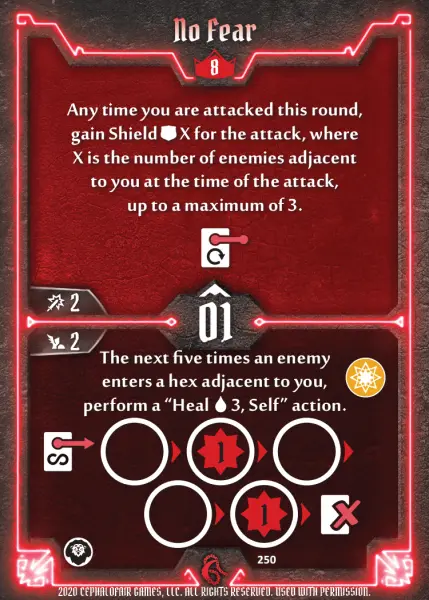 No Fear
8
Any time you are attacked this round,
gain Shield X for the attack, where
X is the number of enemies adjacent
to you at the time of the attack,
up to a maximum of 3.
2
01
2
The next five times an enemy
enters a hex adjacent to you,
perform a “Heal 3, Self” action.
1
1
250
2020 CEPHALOFAIR GAMES, LLC. ALL RIGHTS RESERVED. USED WITH PERMISSION.